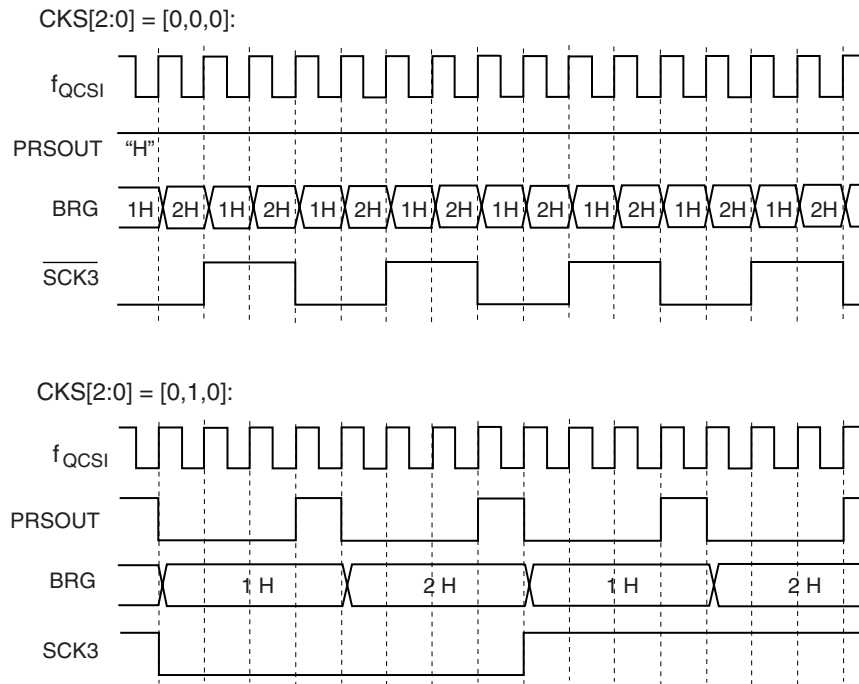 CKS[2:0] = [0,0,0]:
fQCSI
PRSOUT “H”
BRG 1H 2H 1H 2H 1H 2H 1H 2H 1H 2H 1H 2H 1H 2H 1H 2H
SCK3
CKS[2:0] = [0,1,0]:
fQCSI
PRSOUT
BRG 1 H 2 H 1 H 2 H
SCK3